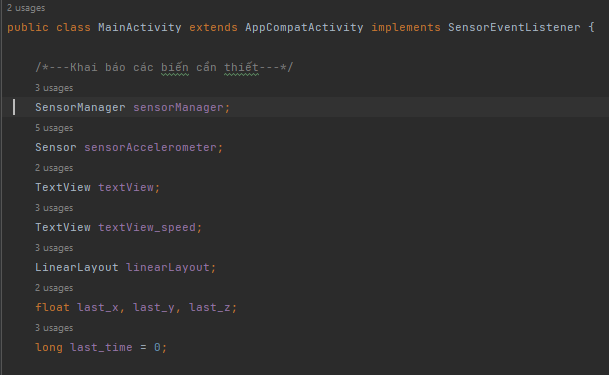 2 usages
public class MainActivity extends AppCompatActivity implements SensorEventListener {
/*---Khai báo các biến cần thiết---*/
3 usages
SensorManager sensorManager;
5 usages
Sensor sensorAccelerometer;
2 usages
TextView textView;
3 usages
TextView textView_speed;
3 usages
LinearLayout linearLayout;
2 usages
float last_x, last_y, last_z;
3 usages
long last_time = 0;